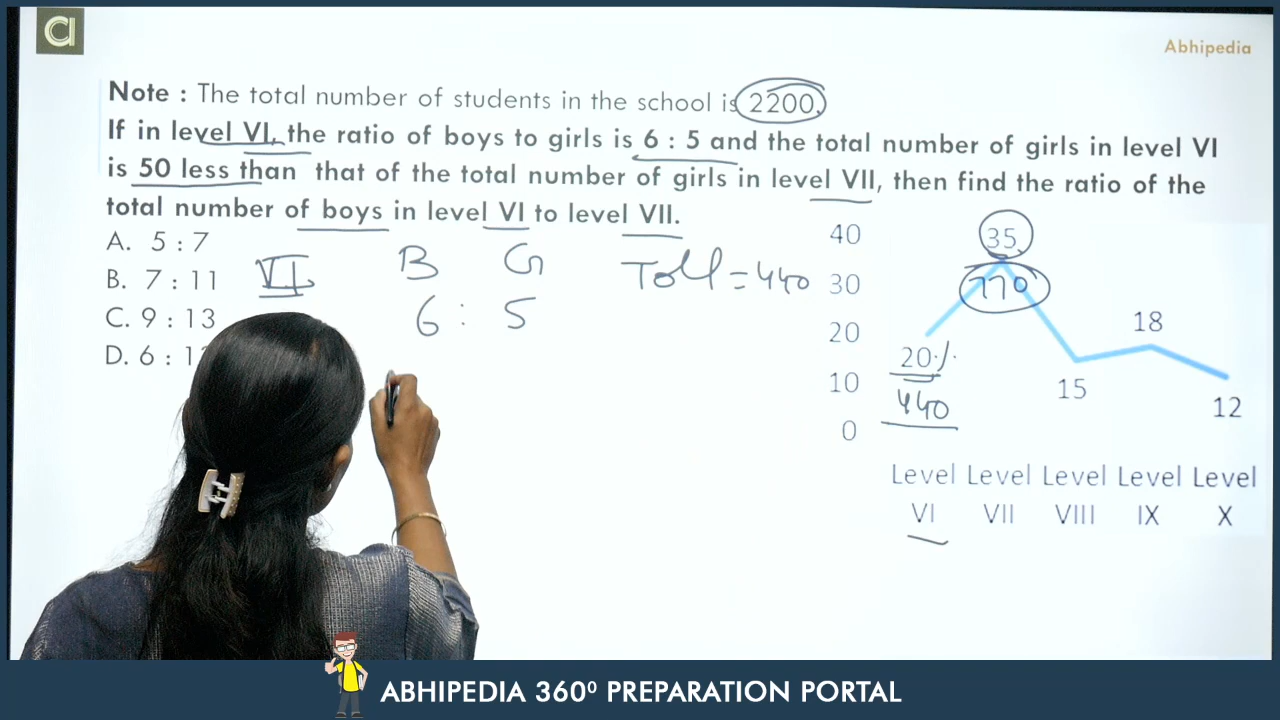 a
Abhipedia
Note : The total number of students in the school is 2200.
If in level VI, the ratio of boys to girls is 6 : 5 and the total number of girls in level VI
is 50 less than that of the total number of girls in level VII, then find the ratio of the
total number of boys in level VI to level VII.
A. 5 : 7
B. 7 : 11
C. 9 : 13
D. 6 :
VI B G
6 : 5
= 440
40
30
20
10
0
35
770
20%
440
15
18
12
Level Level Level Level Level
VI VII VIII IX X
ABHIPEDIA 360⁰ PREPARATION PORTAL